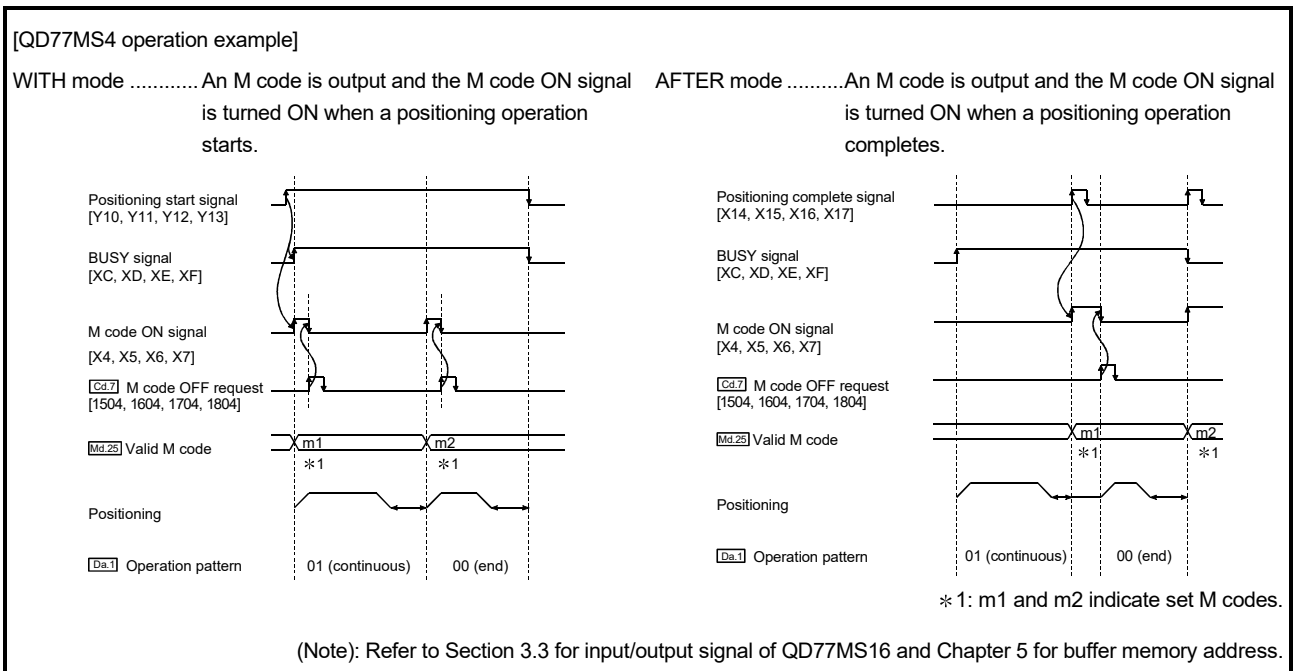 [QD77MS4 operation example]
WITH mode ............ An M code is output and the M code ON signal
is turned ON when a positioning operation
starts.
Positioning start signal
[Y10, Y11, Y12, Y13]
BUSY signal
[XC, XD, XE, XF]
M code ON signal
[X4, X5, X6, X7]
Cd.7 M code OFF request
[1504, 1604, 1704, 1804]
Md.25 Valid M code
m1 m2
*1 *1
Positioning
Da.1 Operation pattern 01 (continuous) 00 (end)
AFTER mode ..........An M code is output and the M code ON signal
is turned ON when a positioning operation
completes.
Positioning complete signal
[X14, X15, X16, X17]
BUSY signal
[XC, XD, XE, XF]
M code ON signal
[X4, X5, X6, X7]
Cd.7 M code OFF request
[1504, 1604, 1704, 1804]
Md.25 Valid M code
m1 m2
*1 *1
Positioning
Da.1 Operation pattern 01 (continuous) 00 (end)
*1: m1 and m2 indicate set M codes.
(Note): Refer to Section 3.3 for input/output signal of QD77MS16 and Chapter 5 for buffer memory address.